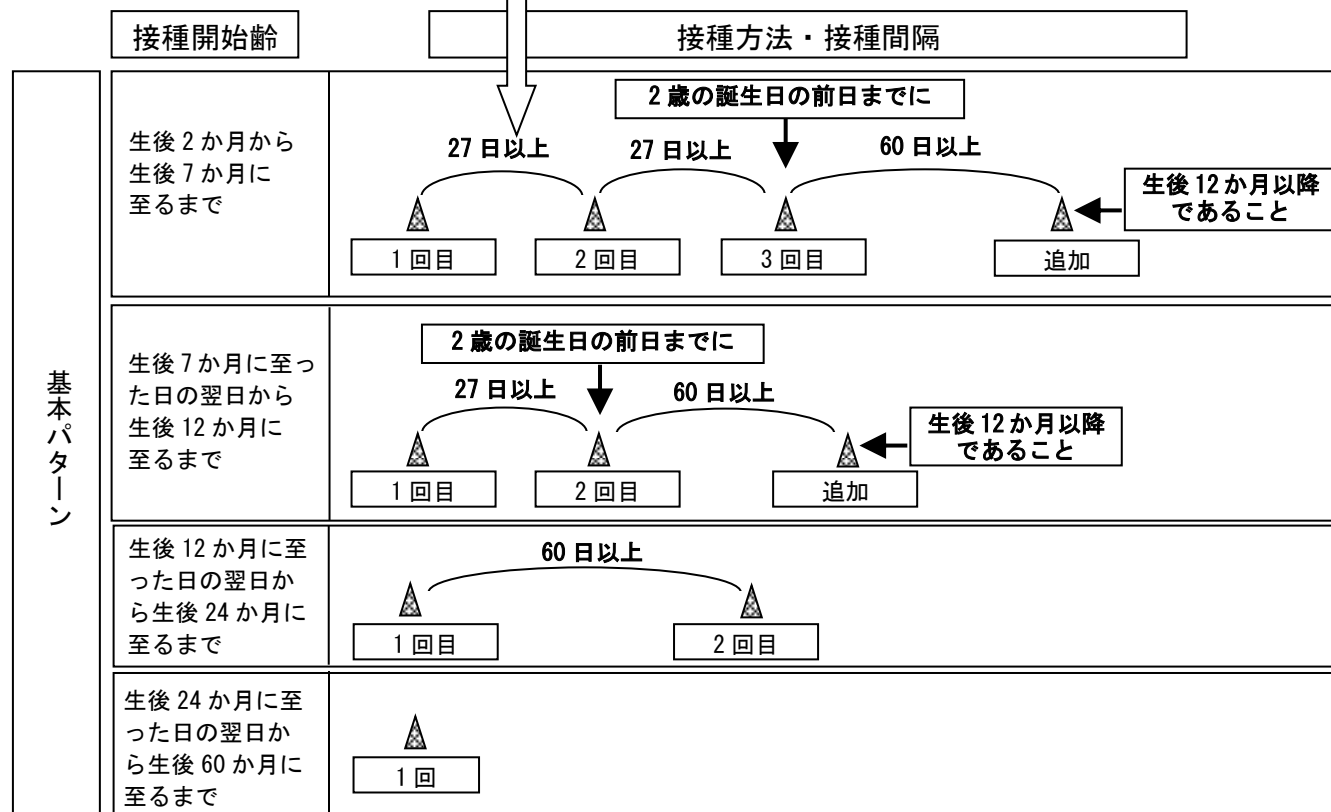 接種開始齢
接種方法・接種間隔
基本パターン
生後2か月から
生後7か月に
至るまで
2歳の誕生日の前日までに
27日以上
27日以上
60日以上
生後12か月以降
であること
1回目
2回目
3回目
追加
生後7か月に至っ
た日の翌日から
生後12か月に
至るまで
2歳の誕生日の前日までに
27日以上
60日以上
生後12か月以降
であること
1回目
2回目
追加
生後12か月に至
った日の翌日か
ら生後24か月に
至るまで
60日以上
1回目
2回目
生後24か月に至
った日の翌日か
ら生後60か月に
至るまで
1回